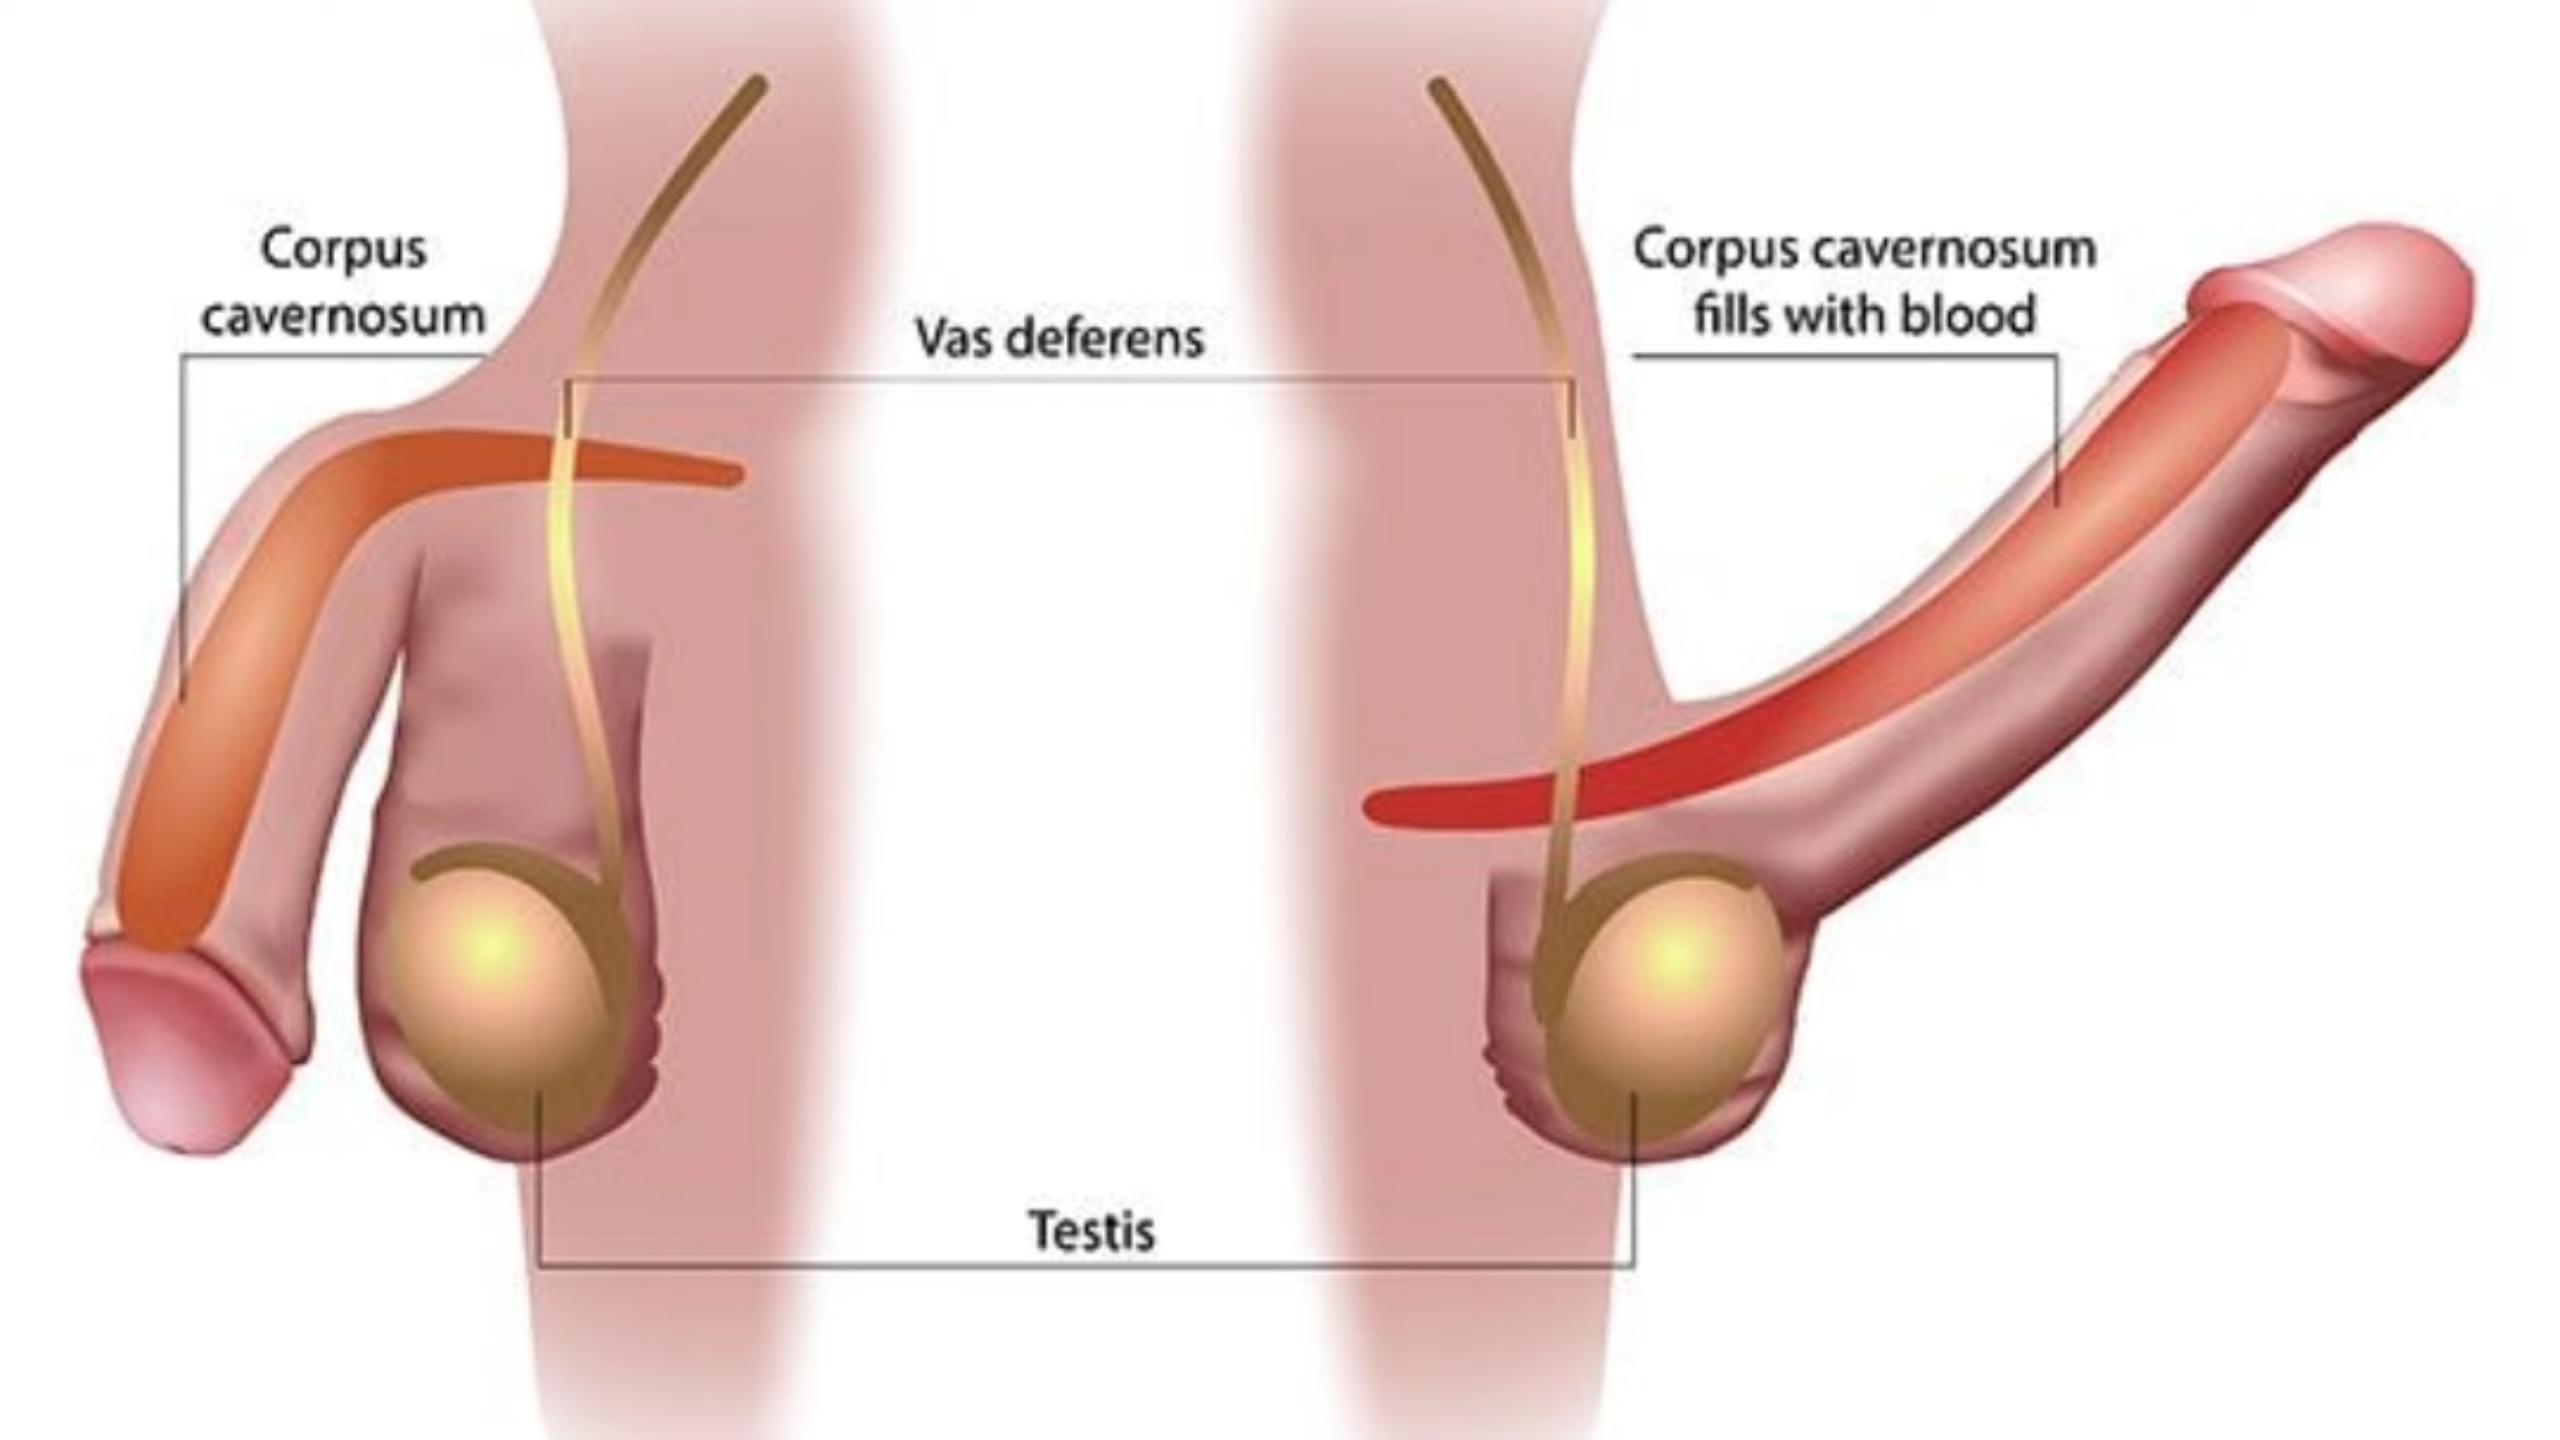 Corpus
cavernosum
Vas deferens
Corpus cavernosum
fills with blood
Testis